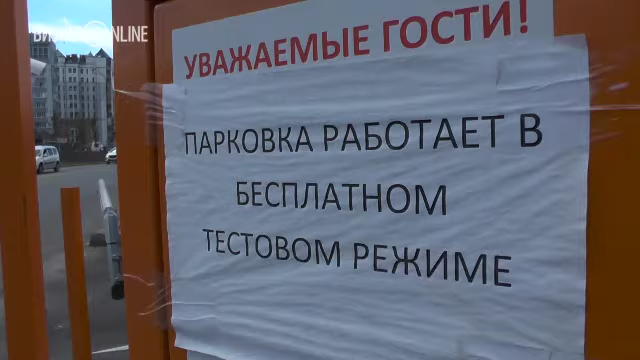 УВАЖАЕМЫЕ ГОСТИ!
ПАРКОВКА РАБОТАЕТ В
БЕСПЛАТНОМ
ТЕСТОВОМ РЕЖИМЕ